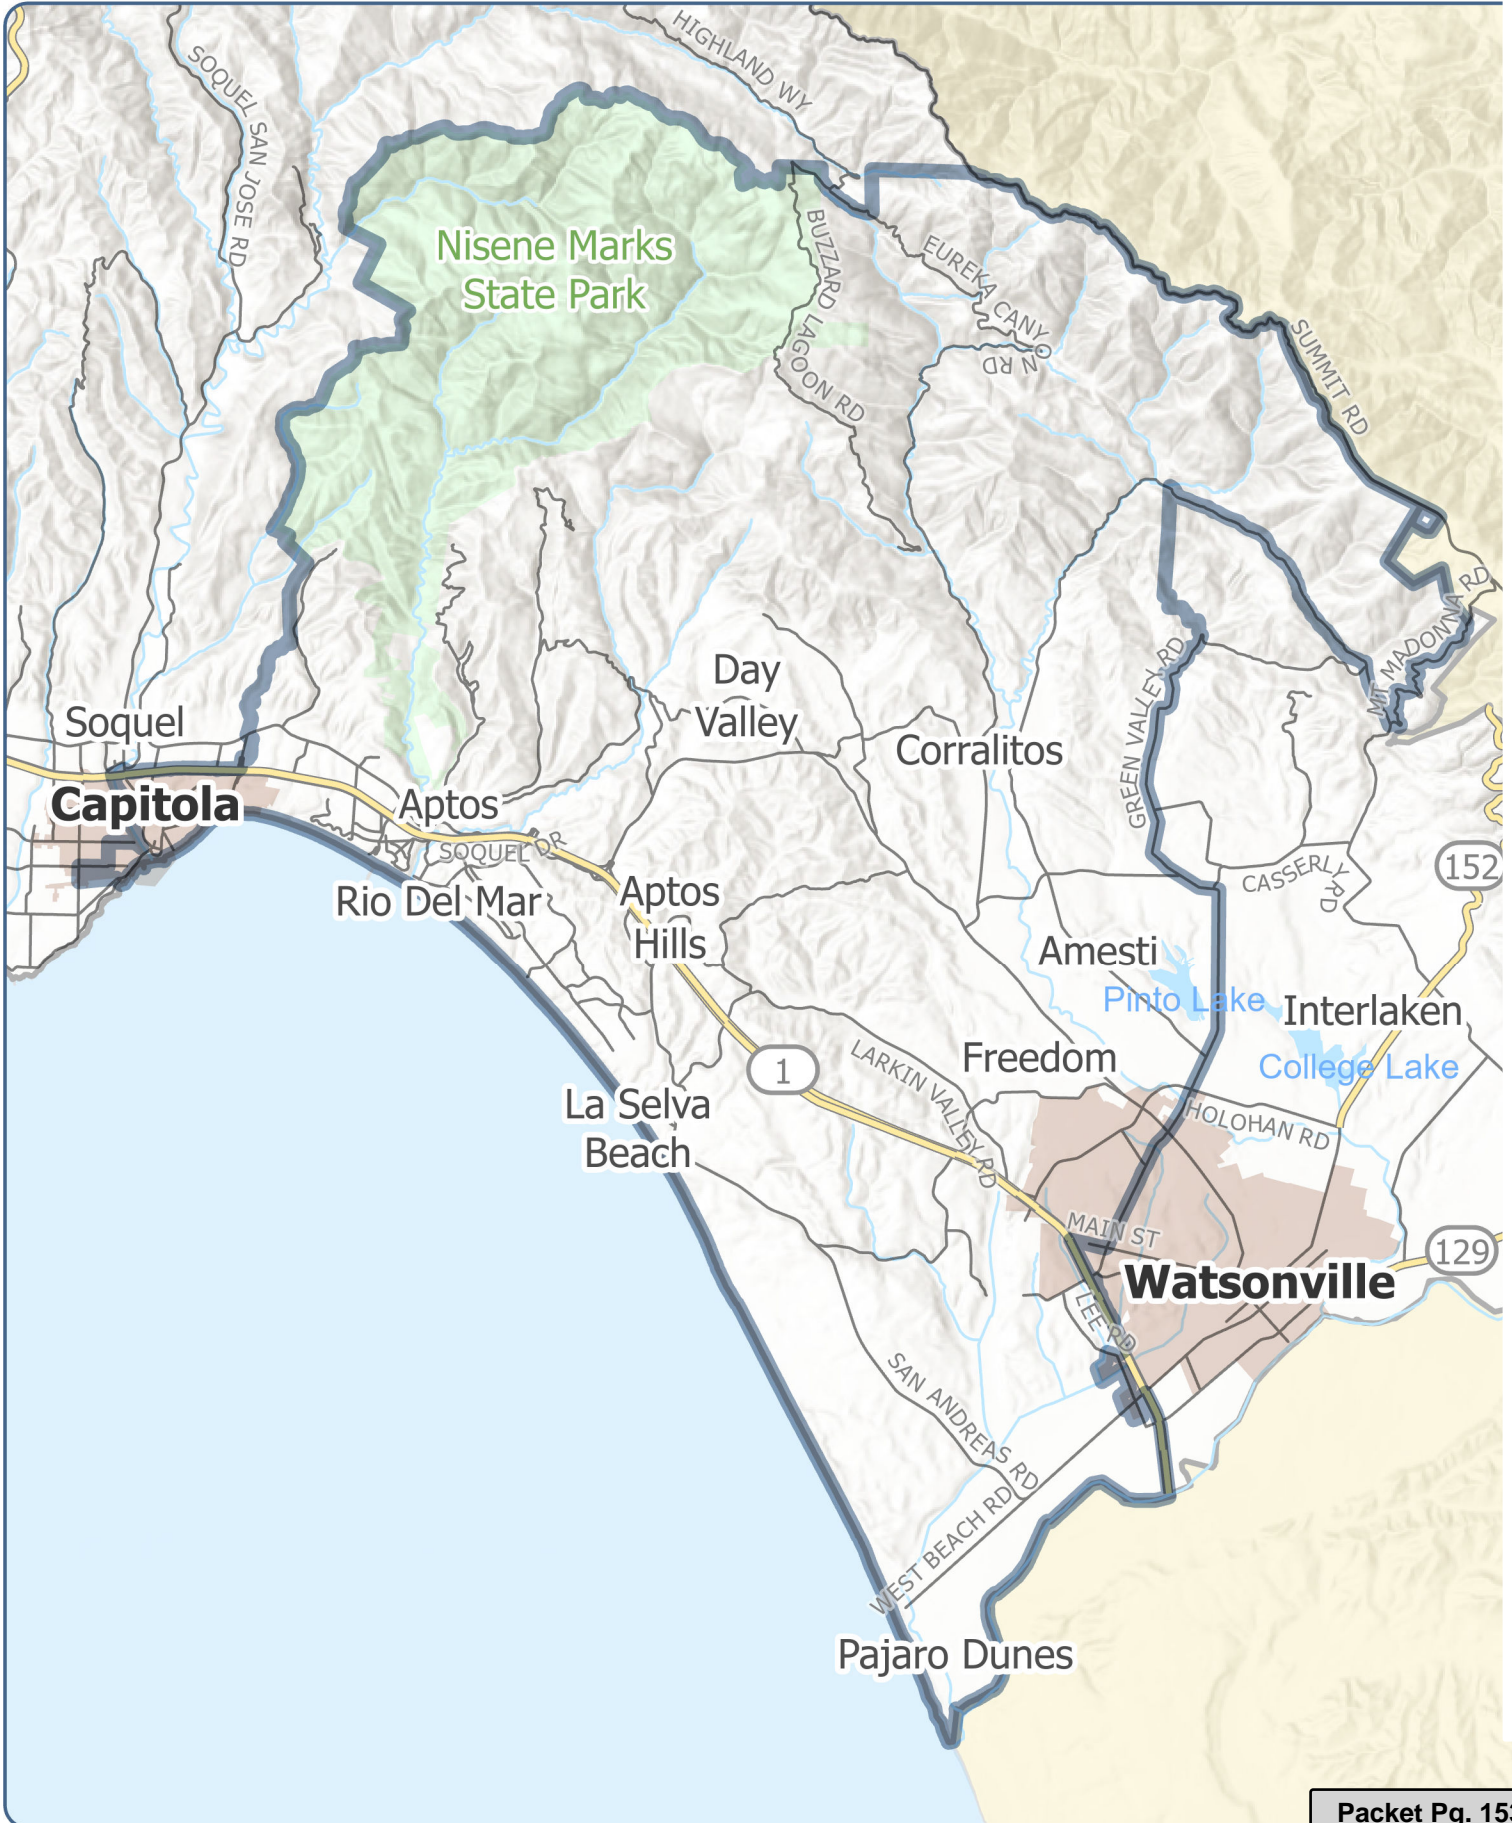 HIGHLAND WY
SOQUEL SAN JOSE RD
Nisene Marks
State Park
BUZZARD LAGOON RD
EUREKA CANYON RD
SUMMIT RD
MT MADONNA RD
GREEN VALLEY RD
Day
Valley
Soquel
Corralitos
Capitola
Aptos
SOQUEL DR
CASSERLY RD
152
Rio Del Mar
Aptos
Hills
Amesti
Pinto Lake
Interlaken
Freedom
College Lake
1
LARKIN VALLEY RD
La Selva
Beach
HOLOHAN RD
MAIN ST
129
Watsonville
LEE RD
SAN ANDREAS RD
WEST BEACH RD
Pajaro Dunes
Packet Pg. 153